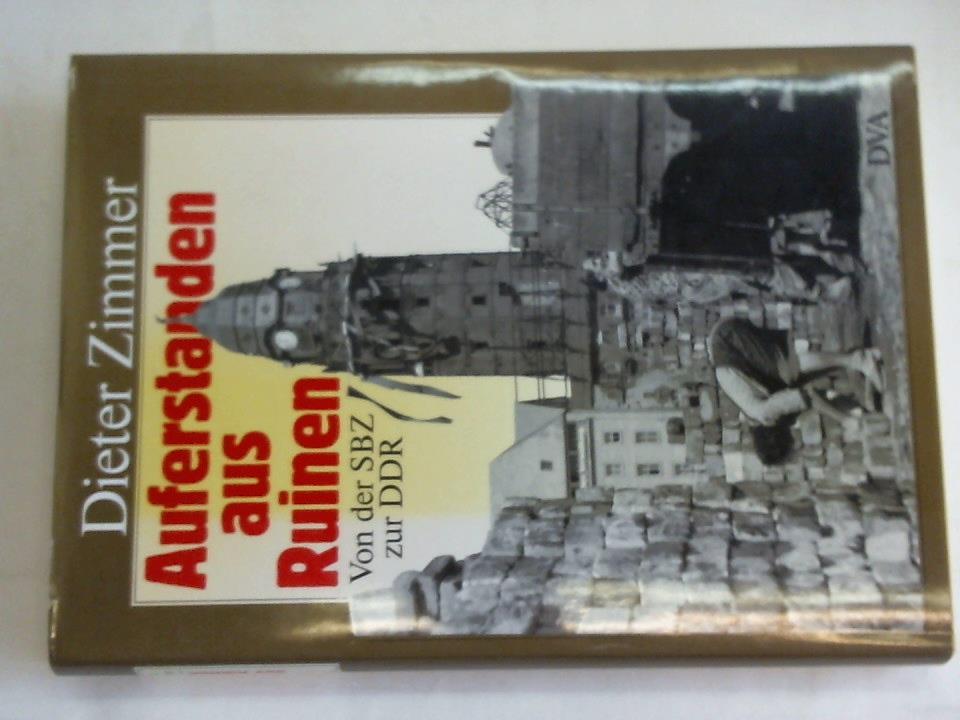 Dieter Zimmer
Auferstanden
aus
Ruinen
Von der SBZ
zur DDR
DVA